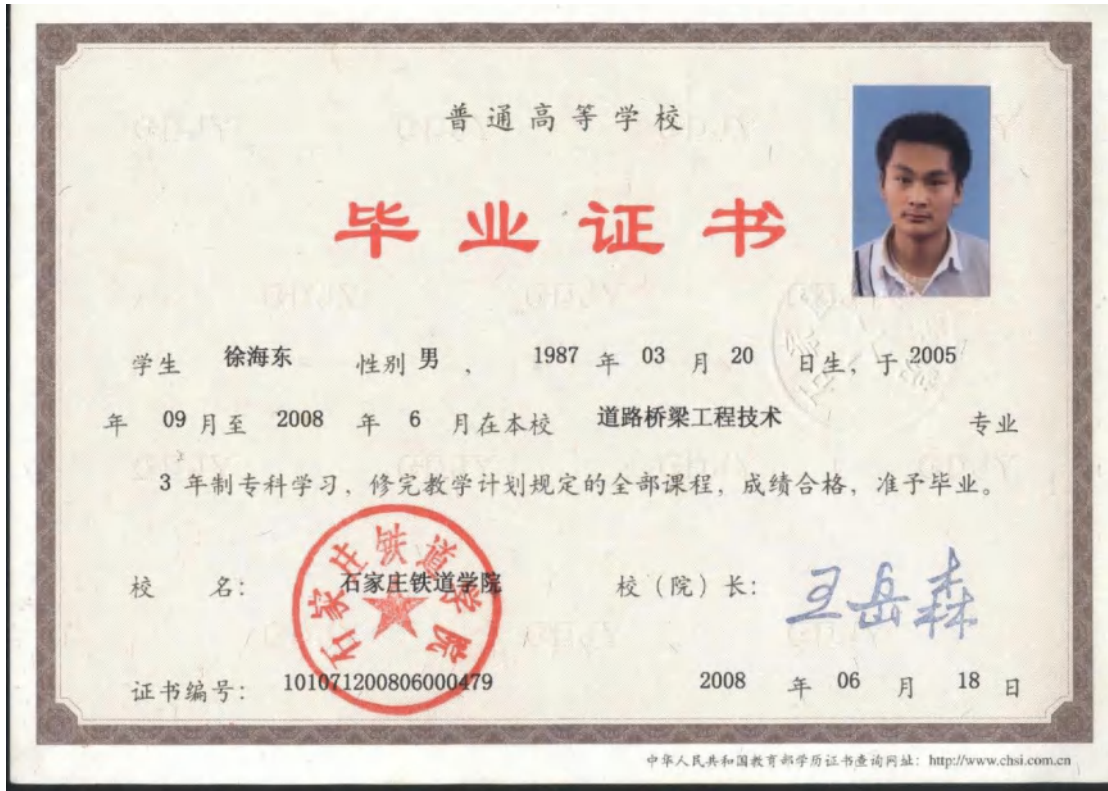 普通高等学校
毕业证书
学生 徐海东 性别 男 , 1987 年 03 月 20 日生, 于 2005
年 09 月至 2008 年 6 月在本校 道路桥梁工程技术 专业
3 年制专科学习, 修完教学计划规定的全部课程, 成绩合格, 准予毕业。
石家庄铁道学院
校 名: 石家庄铁道学院 校（院）长: 王岳森
证书编号: 101071200806000479 2008 年 06 月 18 日
中华人民共和国教育部学历证书查询网址: http://www.chsi.com.cn